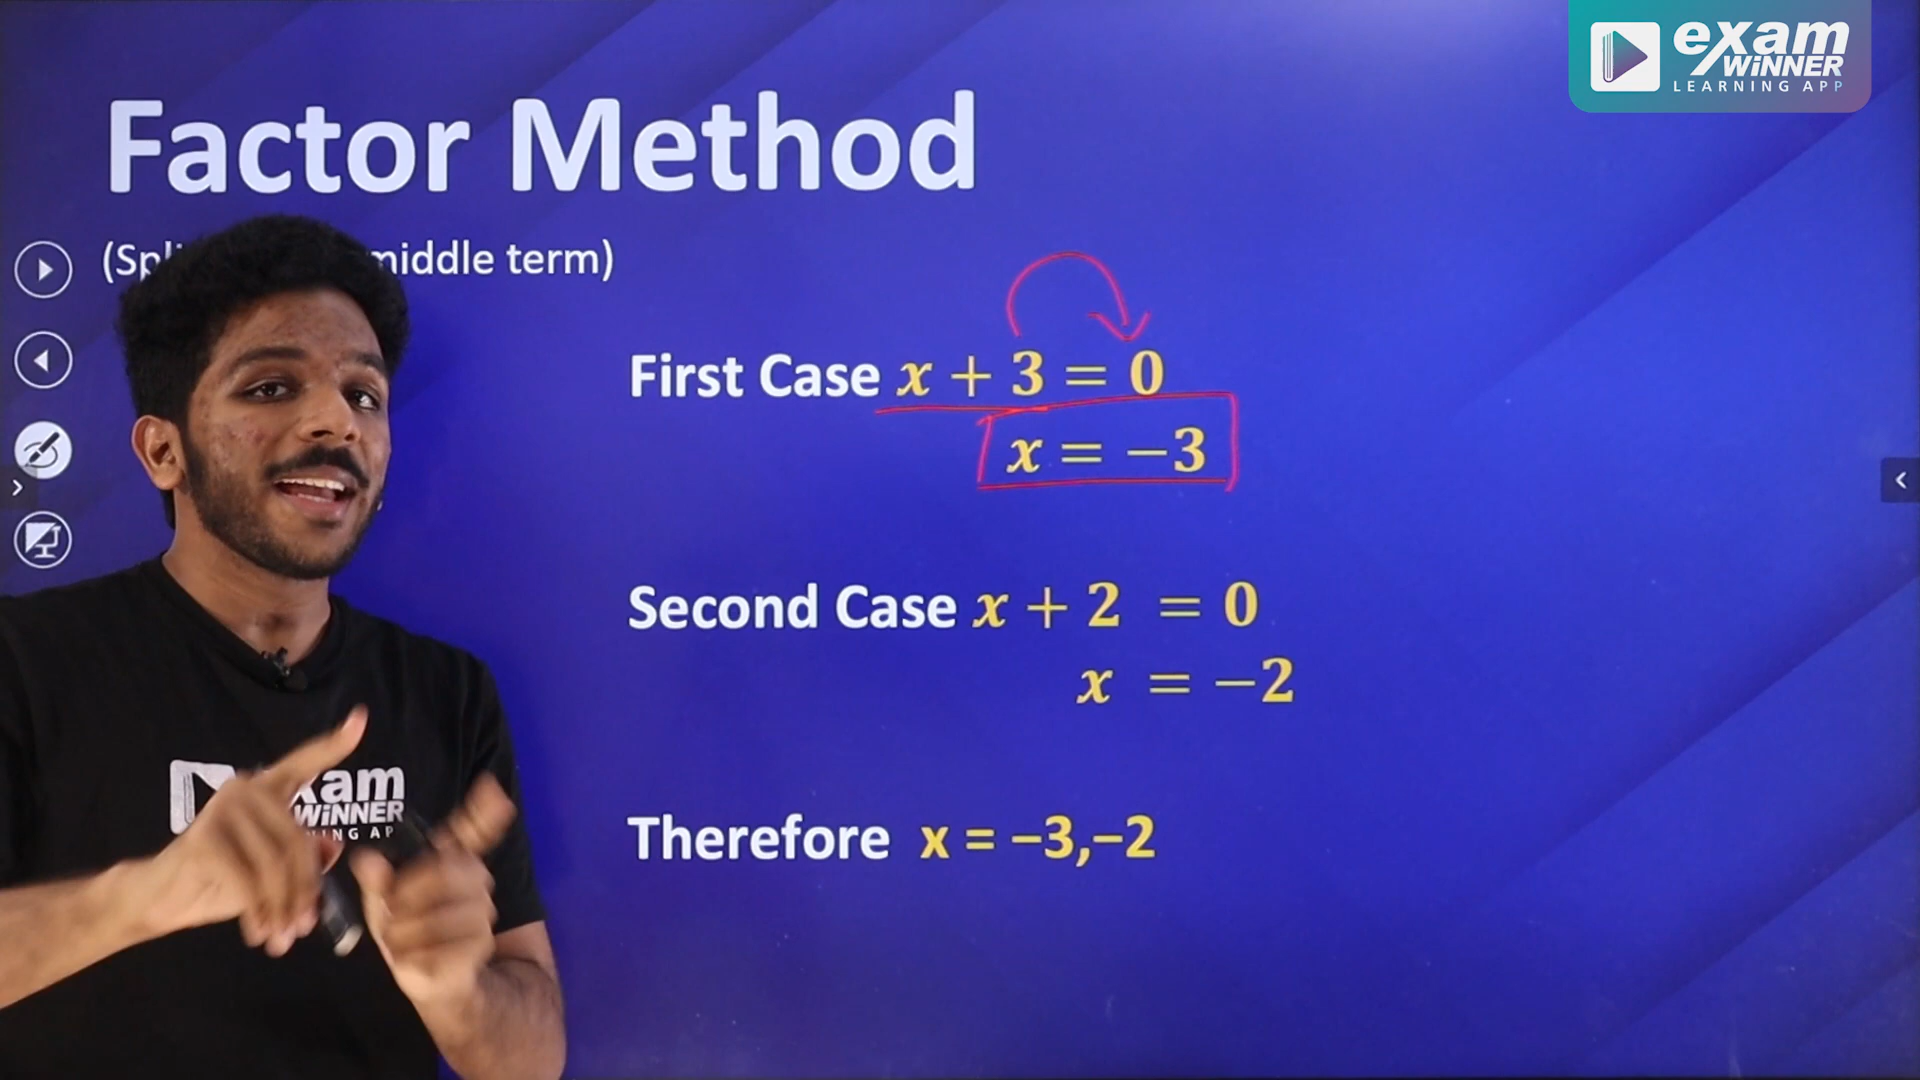 exam
WiNNER
LEARNING APP
Factor Method
middle term)
First Case x + 3 = 0
x = −3
Second Case x + 2 = 0
x = −2
Therefore x = −3,−2
WiNNER